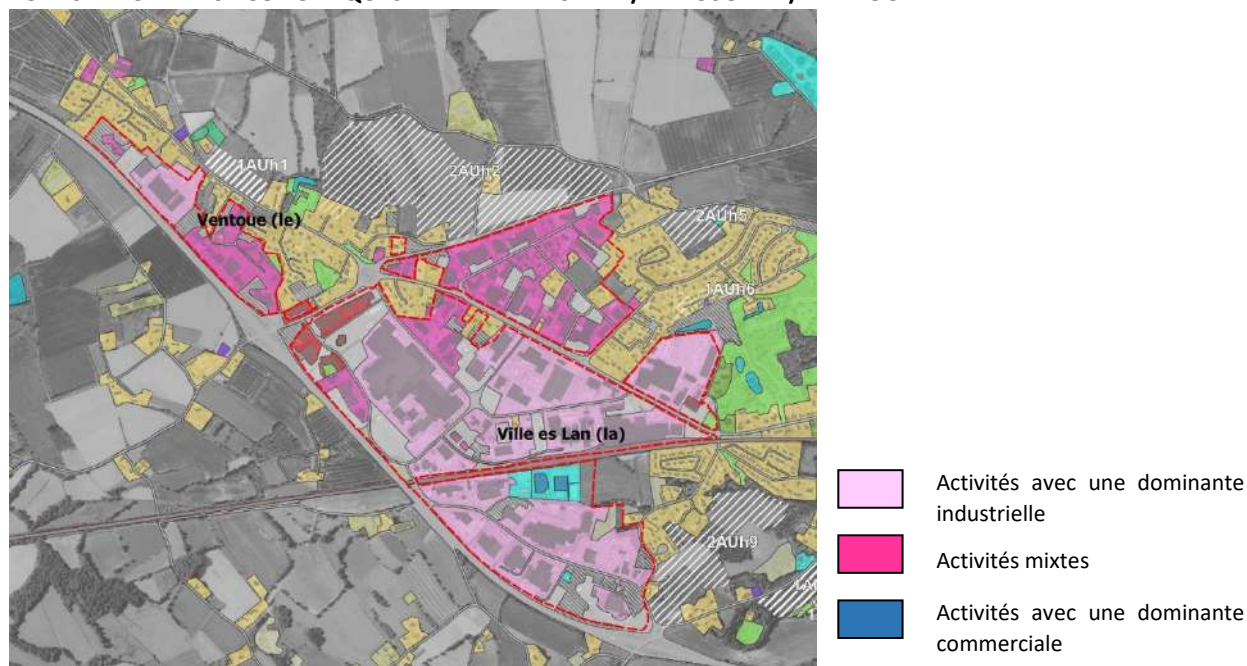 1AUh1
2AUh2
Ventoue (le)
2AUh5
1AUh6
Ville es Lan (la)
2AUh9
Activités avec une dominante
industrielle
Activités mixtes
Activités avec une dominante
commerciale